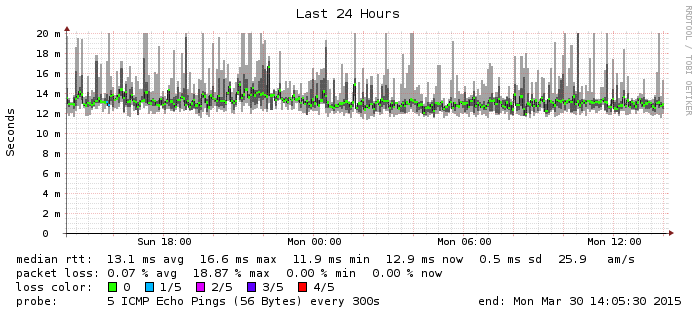 Last 24 Hours
RRDTOOL / TOBI OETIKER
Seconds
20 m
18 m
16 m
14 m
12 m
10 m
8 m
6 m
4 m
2 m
0
Sun 18:00 Mon 00:00 Mon 06:00 Mon 12:00
median rtt: 13.1 ms avg 16.6 ms max 11.9 ms min 12.9 ms now 0.5 ms sd 25.9 am/s
packet loss: 0.07 % avg 18.87 % max 0.00 % min 0.00 % now
loss color: 0 1/5 2/5 3/5 4/5
probe: 5 ICMP Echo Pings (56 Bytes) every 300s end: Mon Mar 30 14:05:30 2015